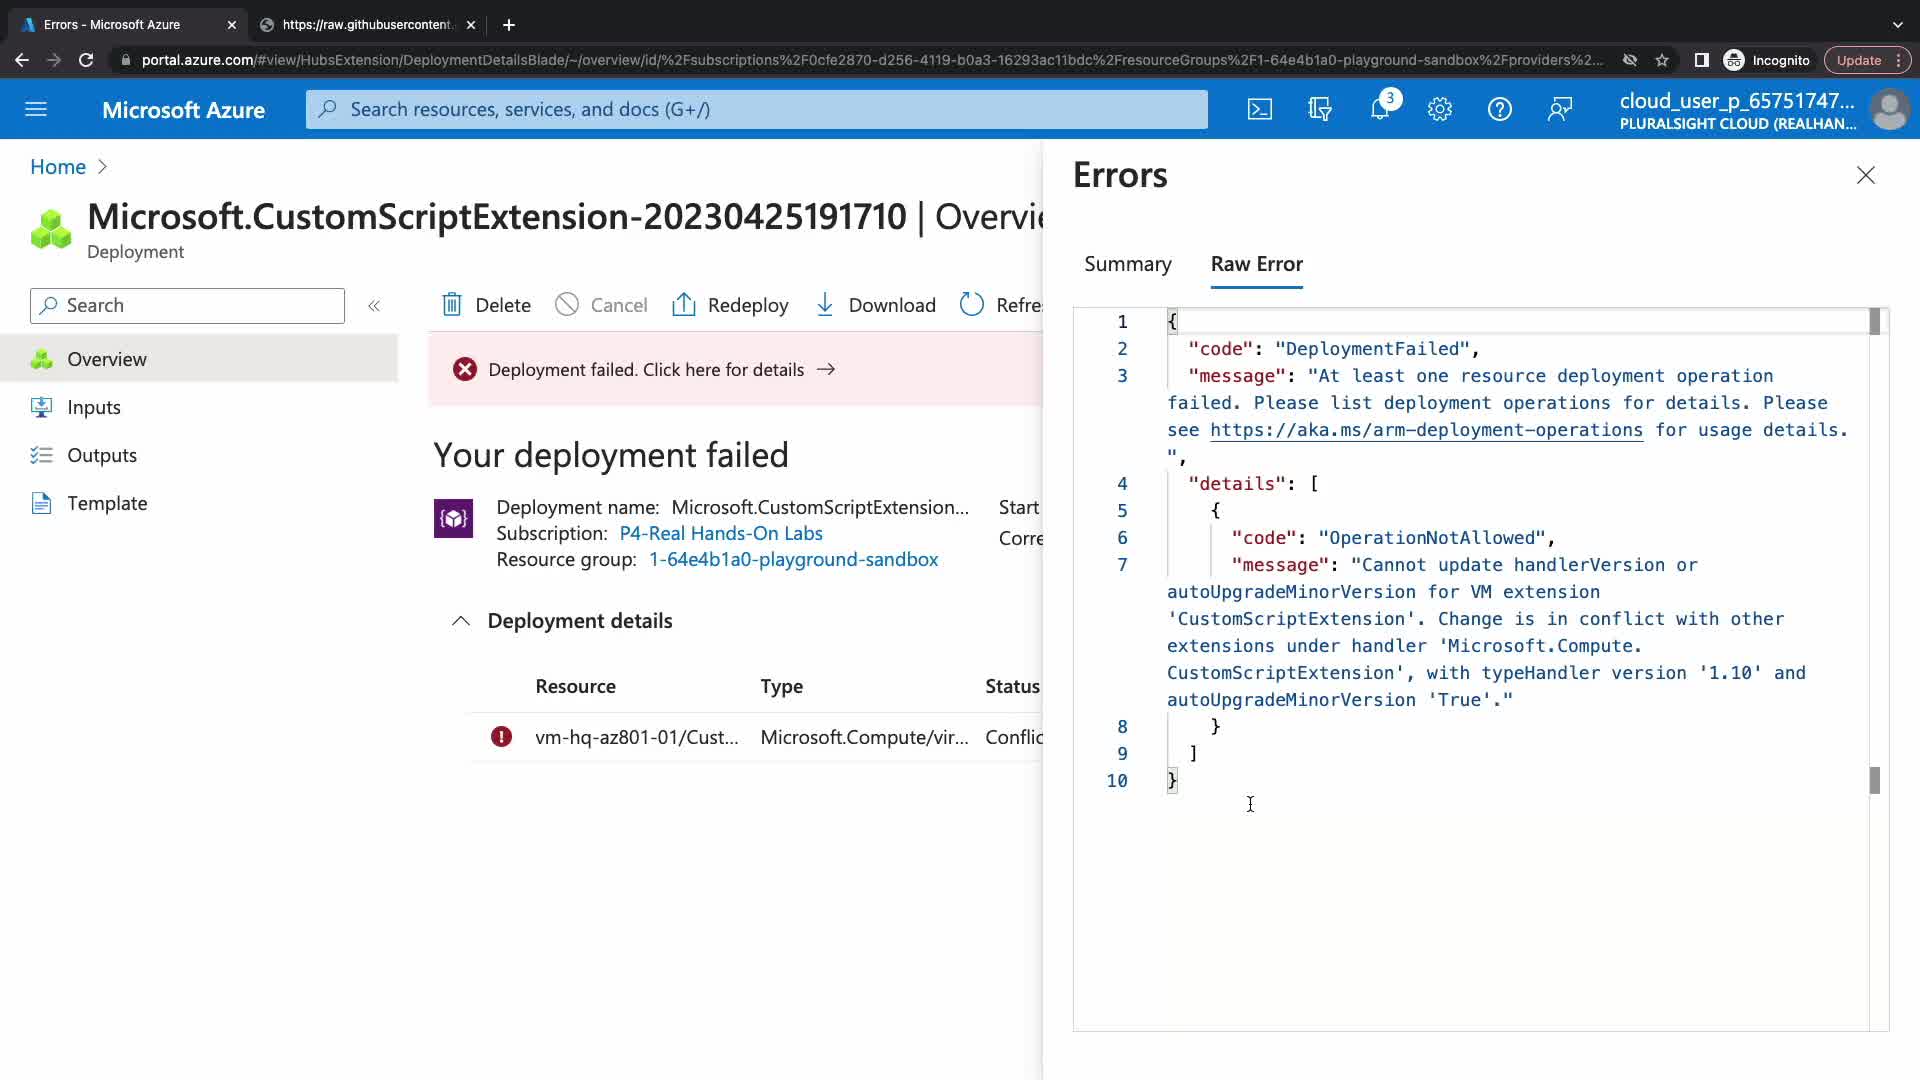 Errors - Microsoft Azure
https://raw.githubusercontent.
portal.azure.com/#view/HubsExtension/DeploymentDetailsBlade/~/overview/id/%2Fsubscriptions%2F0cfe2870-d256-4119-b0a3-16293ac11bdc%2FresourceGroups%2F1-64e4b1a0-playground-sandbox%2Fproviders%2...
Incognito
Update
Microsoft Azure
Search resources, services, and docs (G+/)
3
cloud_user_p_65751747...
PLURALSIGHT CLOUD (REALHAN...
Home
Microsoft.CustomScriptExtension-20230425191710 | Overvie
Deployment
Search
Overview
Inputs
Outputs
Template
Delete
Cancel
Redeploy
Download
Refre
Deployment failed. Click here for details
Your deployment failed
Deployment name: Microsoft.CustomScriptExtension...
Subscription: P4-Real Hands-On Labs
Resource group: 1-64e4b1a0-playground-sandbox
Start
Corre
Deployment details
Resource Type Status
vm-hq-az801-01/Cust... Microsoft.Compute/vir... Conflic
Errors
Summary
Raw Error
1 {
2 "code": "DeploymentFailed",
3 "message": "At least one resource deployment operation
failed. Please list deployment operations for details. Please
see https://aka.ms/arm-deployment-operations for usage details.
",
4 "details": [
5 {
6 "code": "OperationNotAllowed",
7 "message": "Cannot update handlerVersion or
autoUpgradeMinorVersion for VM extension
'CustomScriptExtension'. Change is in conflict with other
extensions under handler 'Microsoft.Compute.
CustomScriptExtension', with typeHandler version '1.10' and
autoUpgradeMinorVersion 'True'."
8 }
9 ]
10 }